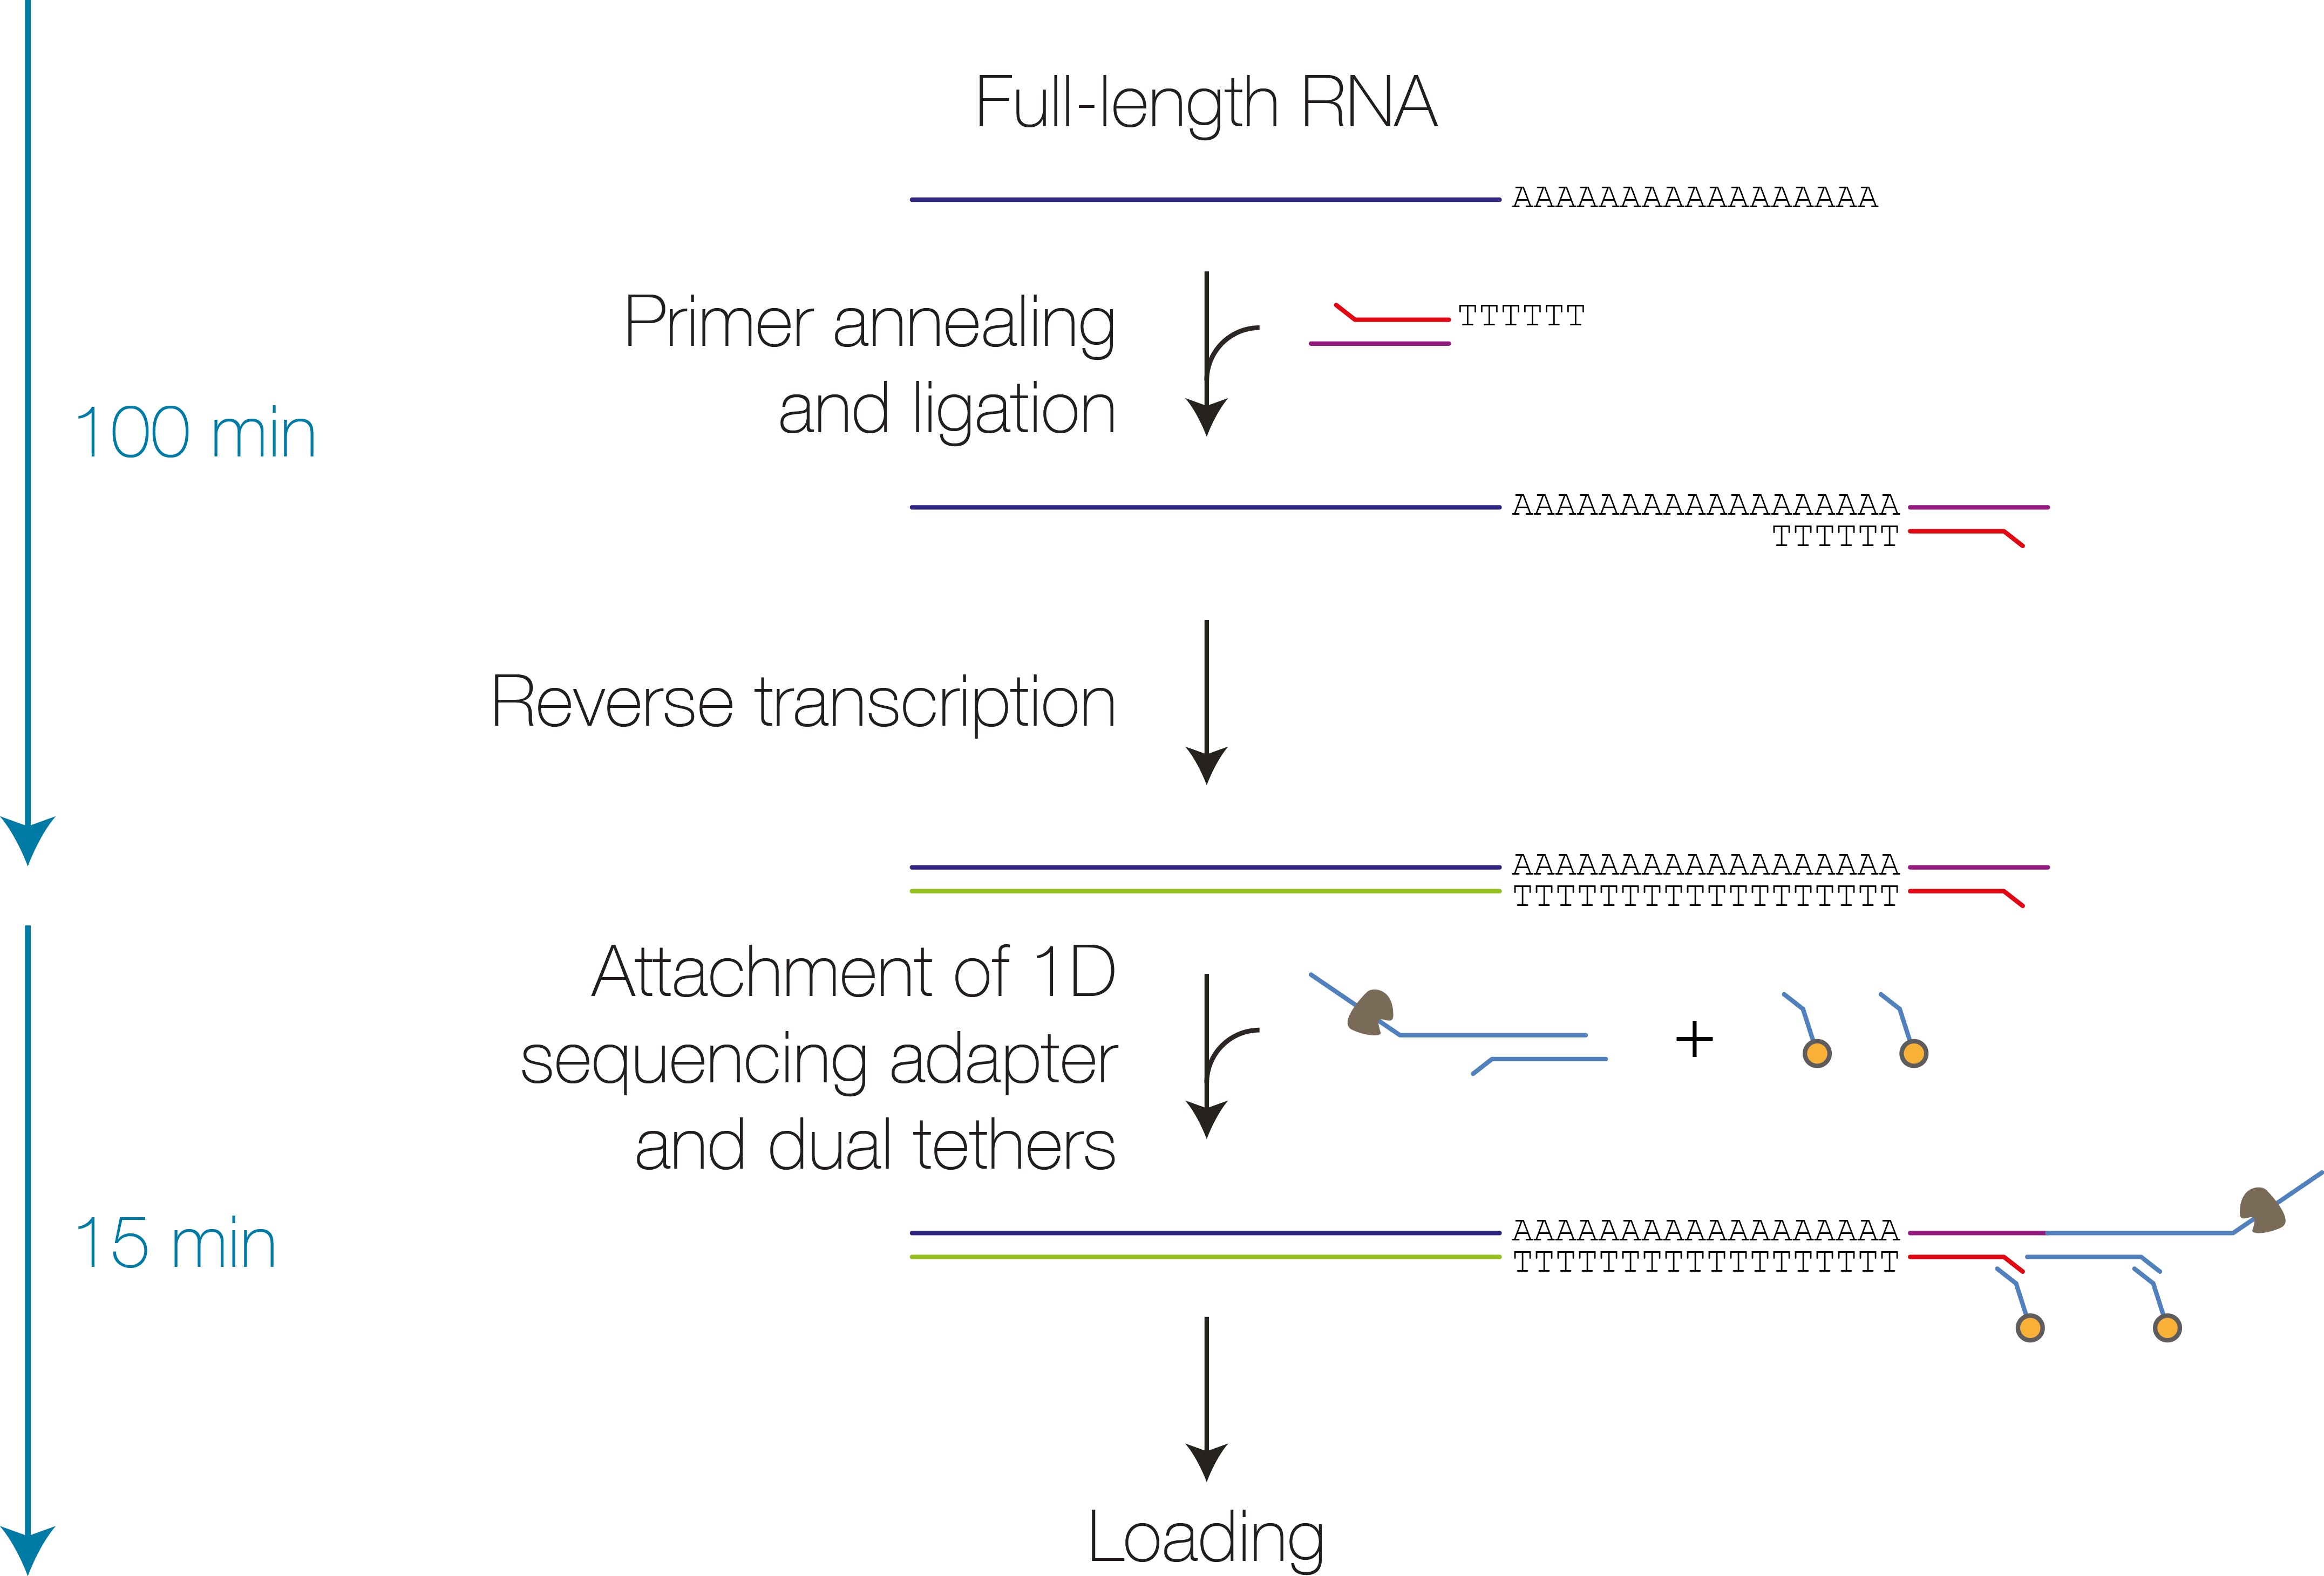 Full-length RNA
AAAAAAAAAAAAAAAAA
Primer annealing
and ligation
TTTTTT
100 min
AAAAAAAAAAAAAAAAAA
TTTTTT
Reverse transcription
AAAAAAAAAAAAAAAAAA
TTTTTTTTTTTTTTTTTT
Attachment of 1D
sequencing adapter
and dual tethers
+
15 min
AAAAAAAAAAAAAAAAAA
TTTTTTTTTTTTTTTTTT
Loading